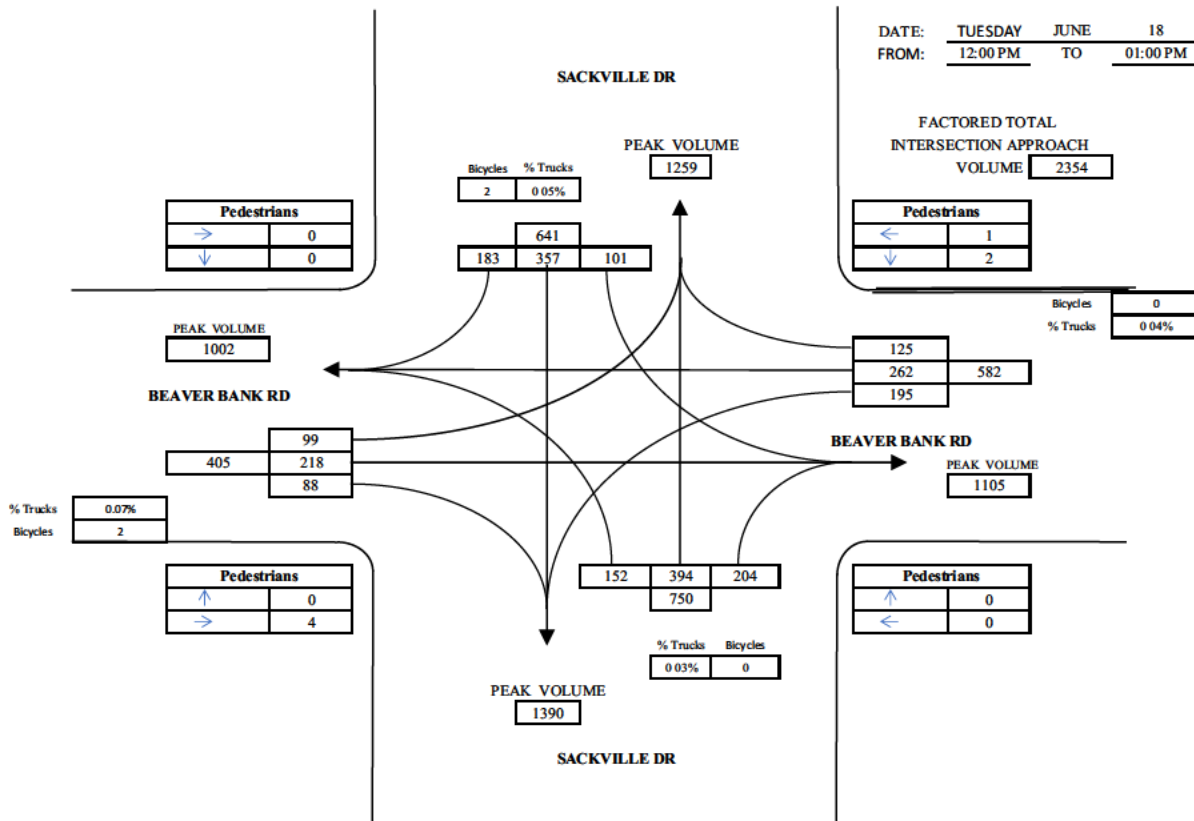 DATE: TUESDAY JUNE 18
FROM: 12:00 PM TO 01:00 PM
SACKVILLE DR
FACTORED TOTAL
INTERSECTION APPROACH
VOLUME 2354
PEAK VOLUME
1259
Bicycles % Trucks
2 0 05%
Pedestrians
→ 0
↓ 0
641
183 357 101
Pedestrians
← 1
↓ 2
Bicycles 0
% Trucks 0 04%
PEAK VOLUME
1002
125
262 582
195
BEAVER BANK RD
99
405 218
88
BEAVER BANK RD
PEAK VOLUME
1105
% Trucks 0.07%
Bicycles 2
Pedestrians
↑ 0
→ 4
152 394 204
750
Pedestrians
↑ 0
← 0
% Trucks Bicycles
0 03% 0
PEAK VOLUME
1390
SACKVILLE DR